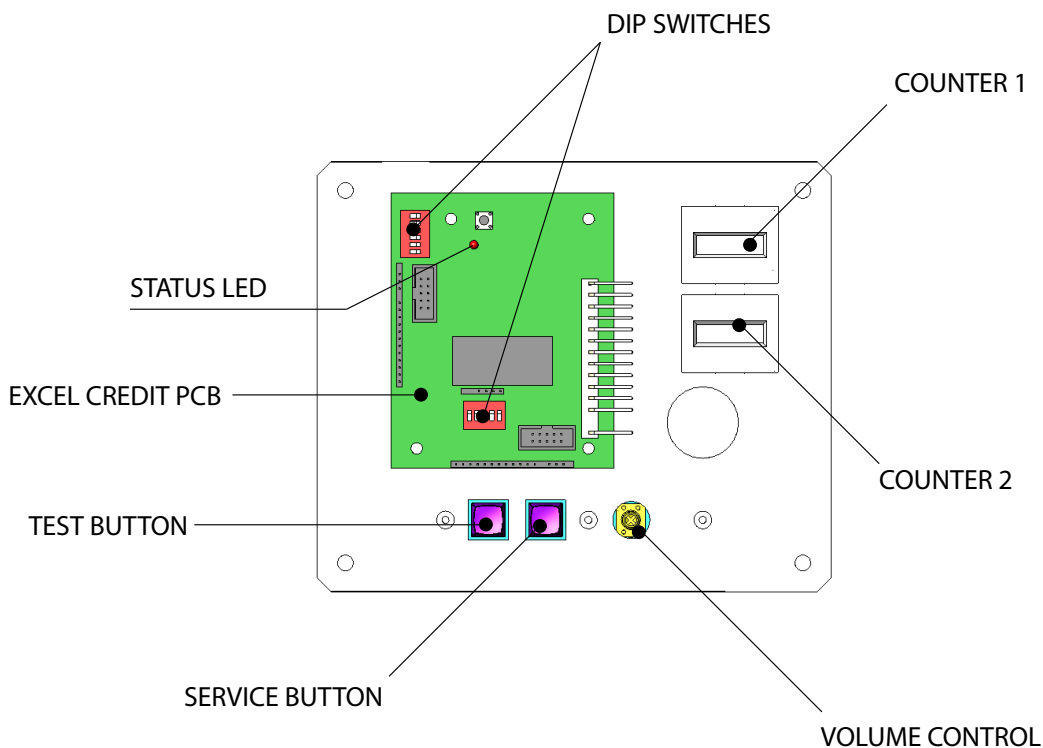 DIP SWITCHES
COUNTER 1
STATUS LED
EXCEL CREDIT PCB
COUNTER 2
TEST BUTTON
SERVICE BUTTON
VOLUME CONTROL